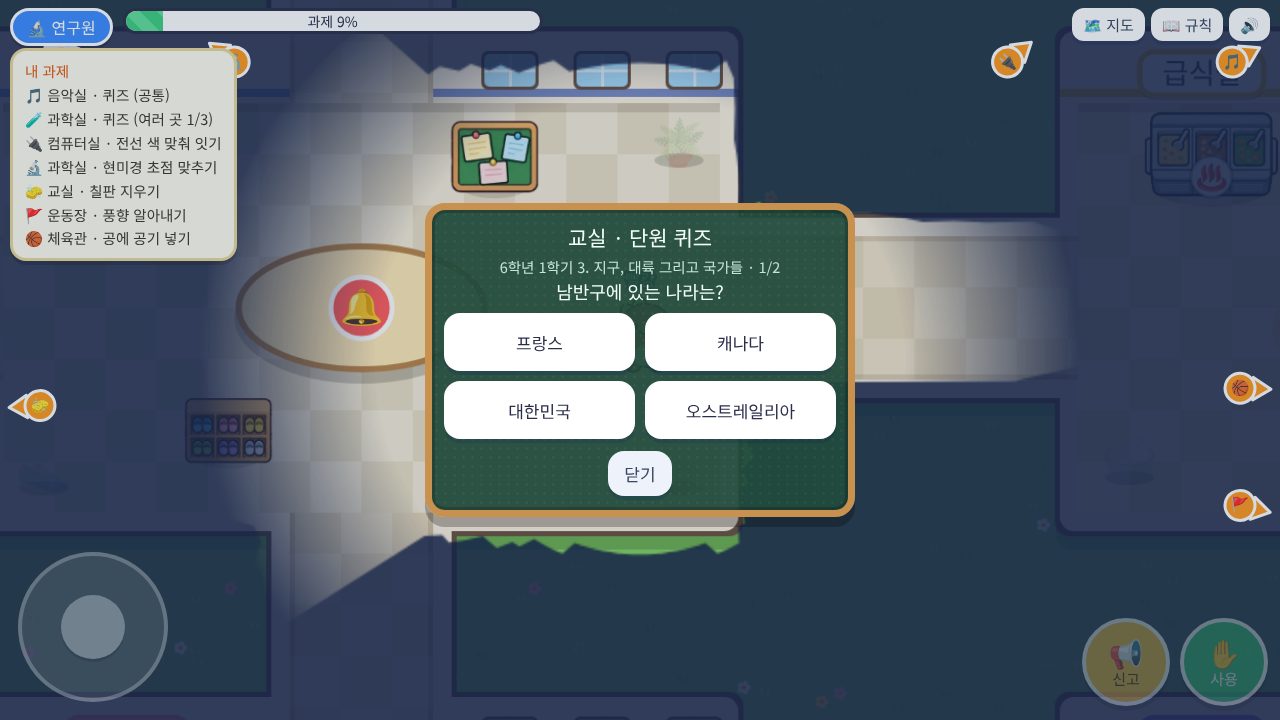 🔬 연구원
과제 9%
🗺️ 지도
📖 규칙
내 과제
음악실 · 퀴즈 (공통)
과학실 · 퀴즈 (여러 곳 1/3)
컴퓨터실 · 전선 색 맞춰 잇기
과학실 · 현미경 초점 맞추기
교실 · 칠판 지우기
운동장 · 풍향 알아내기
체육관 · 공에 공기 넣기
급식실
교실 · 단원 퀴즈
6학년 1학기 3. 지구, 대륙 그리고 국가들 · 1/2
남반구에 있는 나라는?
프랑스
캐나다
대한민국
오스트레일리아
닫기
신고
사용